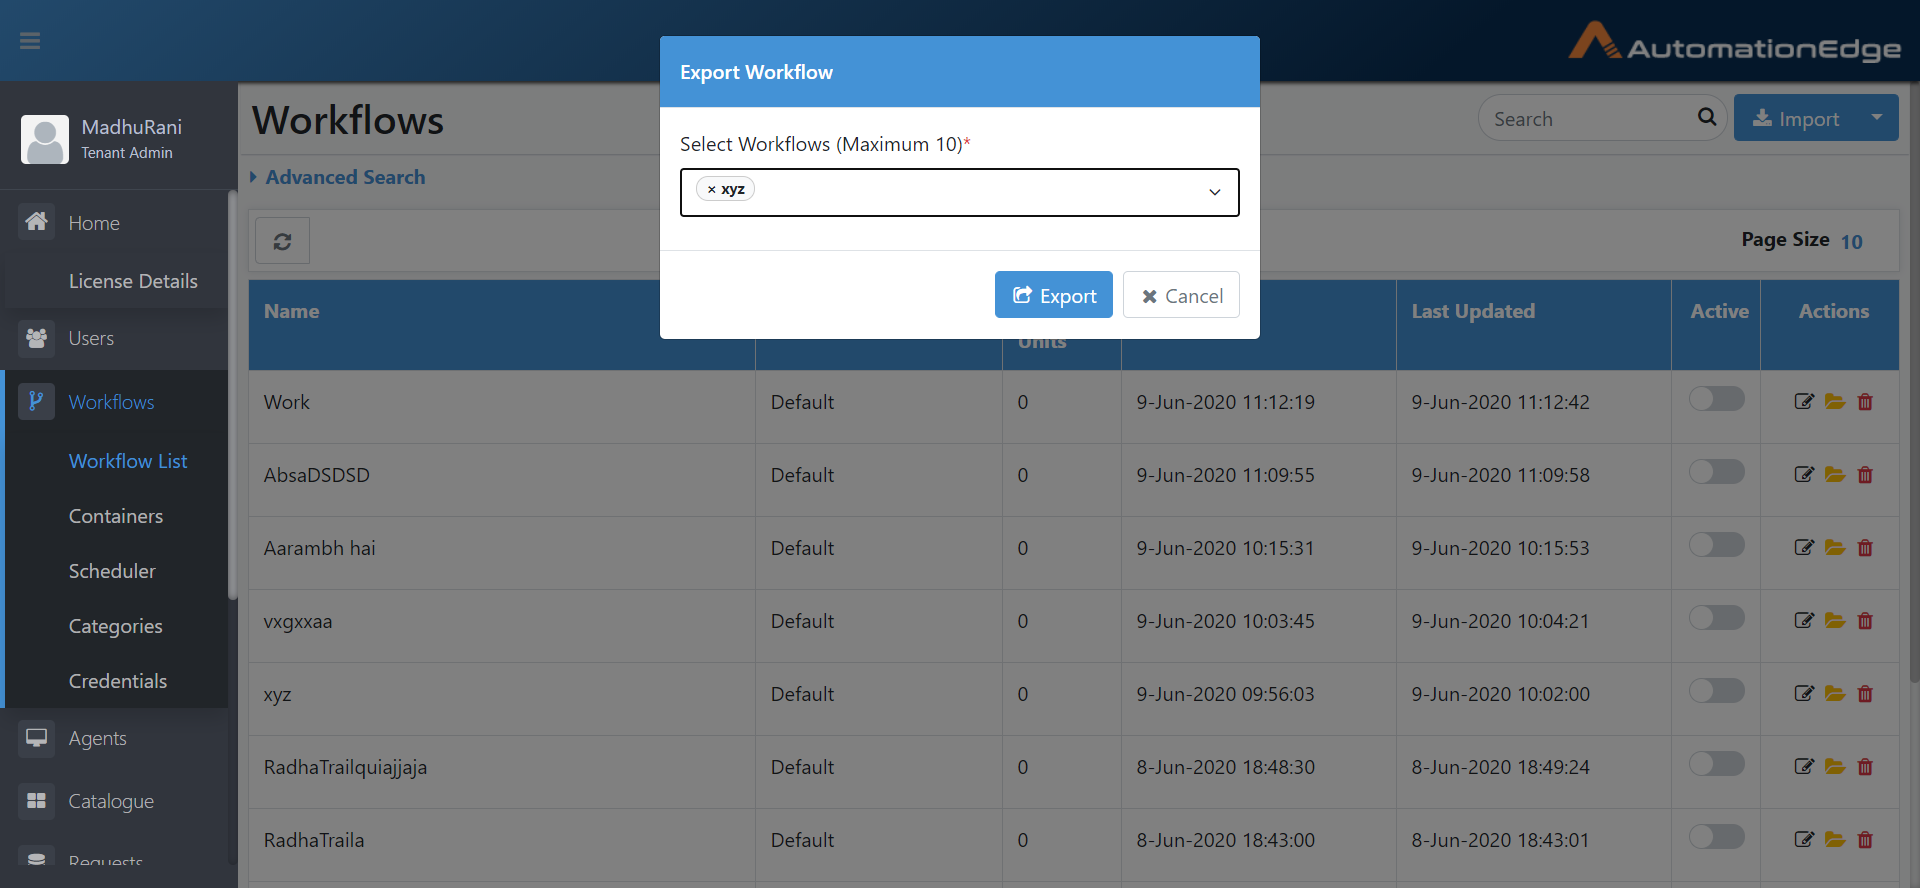 AutomationEdge
MadhuRani
Tenant Admin
Home
License Details
Users
Workflows
Workflow List
Containers
Scheduler
Categories
Credentials
Agents
Catalogue
Requests
Workflows
Search
Import
Advanced Search
Page Size 10
Export Workflow
Select Workflows (Maximum 10)*
× xyz
Export
Cancel
Name Units Last Updated Active Actions
Work Default 0 9-Jun-2020 11:12:19 9-Jun-2020 11:12:42
AbsaDSDSD Default 0 9-Jun-2020 11:09:55 9-Jun-2020 11:09:58
Aarambh hai Default 0 9-Jun-2020 10:15:31 9-Jun-2020 10:15:53
vxgxxaa Default 0 9-Jun-2020 10:03:45 9-Jun-2020 10:04:21
xyz Default 0 9-Jun-2020 09:56:03 9-Jun-2020 10:02:00
RadhaTrailquiajjaja Default 0 8-Jun-2020 18:48:30 8-Jun-2020 18:49:24
RadhaTraila Default 0 8-Jun-2020 18:43:00 8-Jun-2020 18:43:01